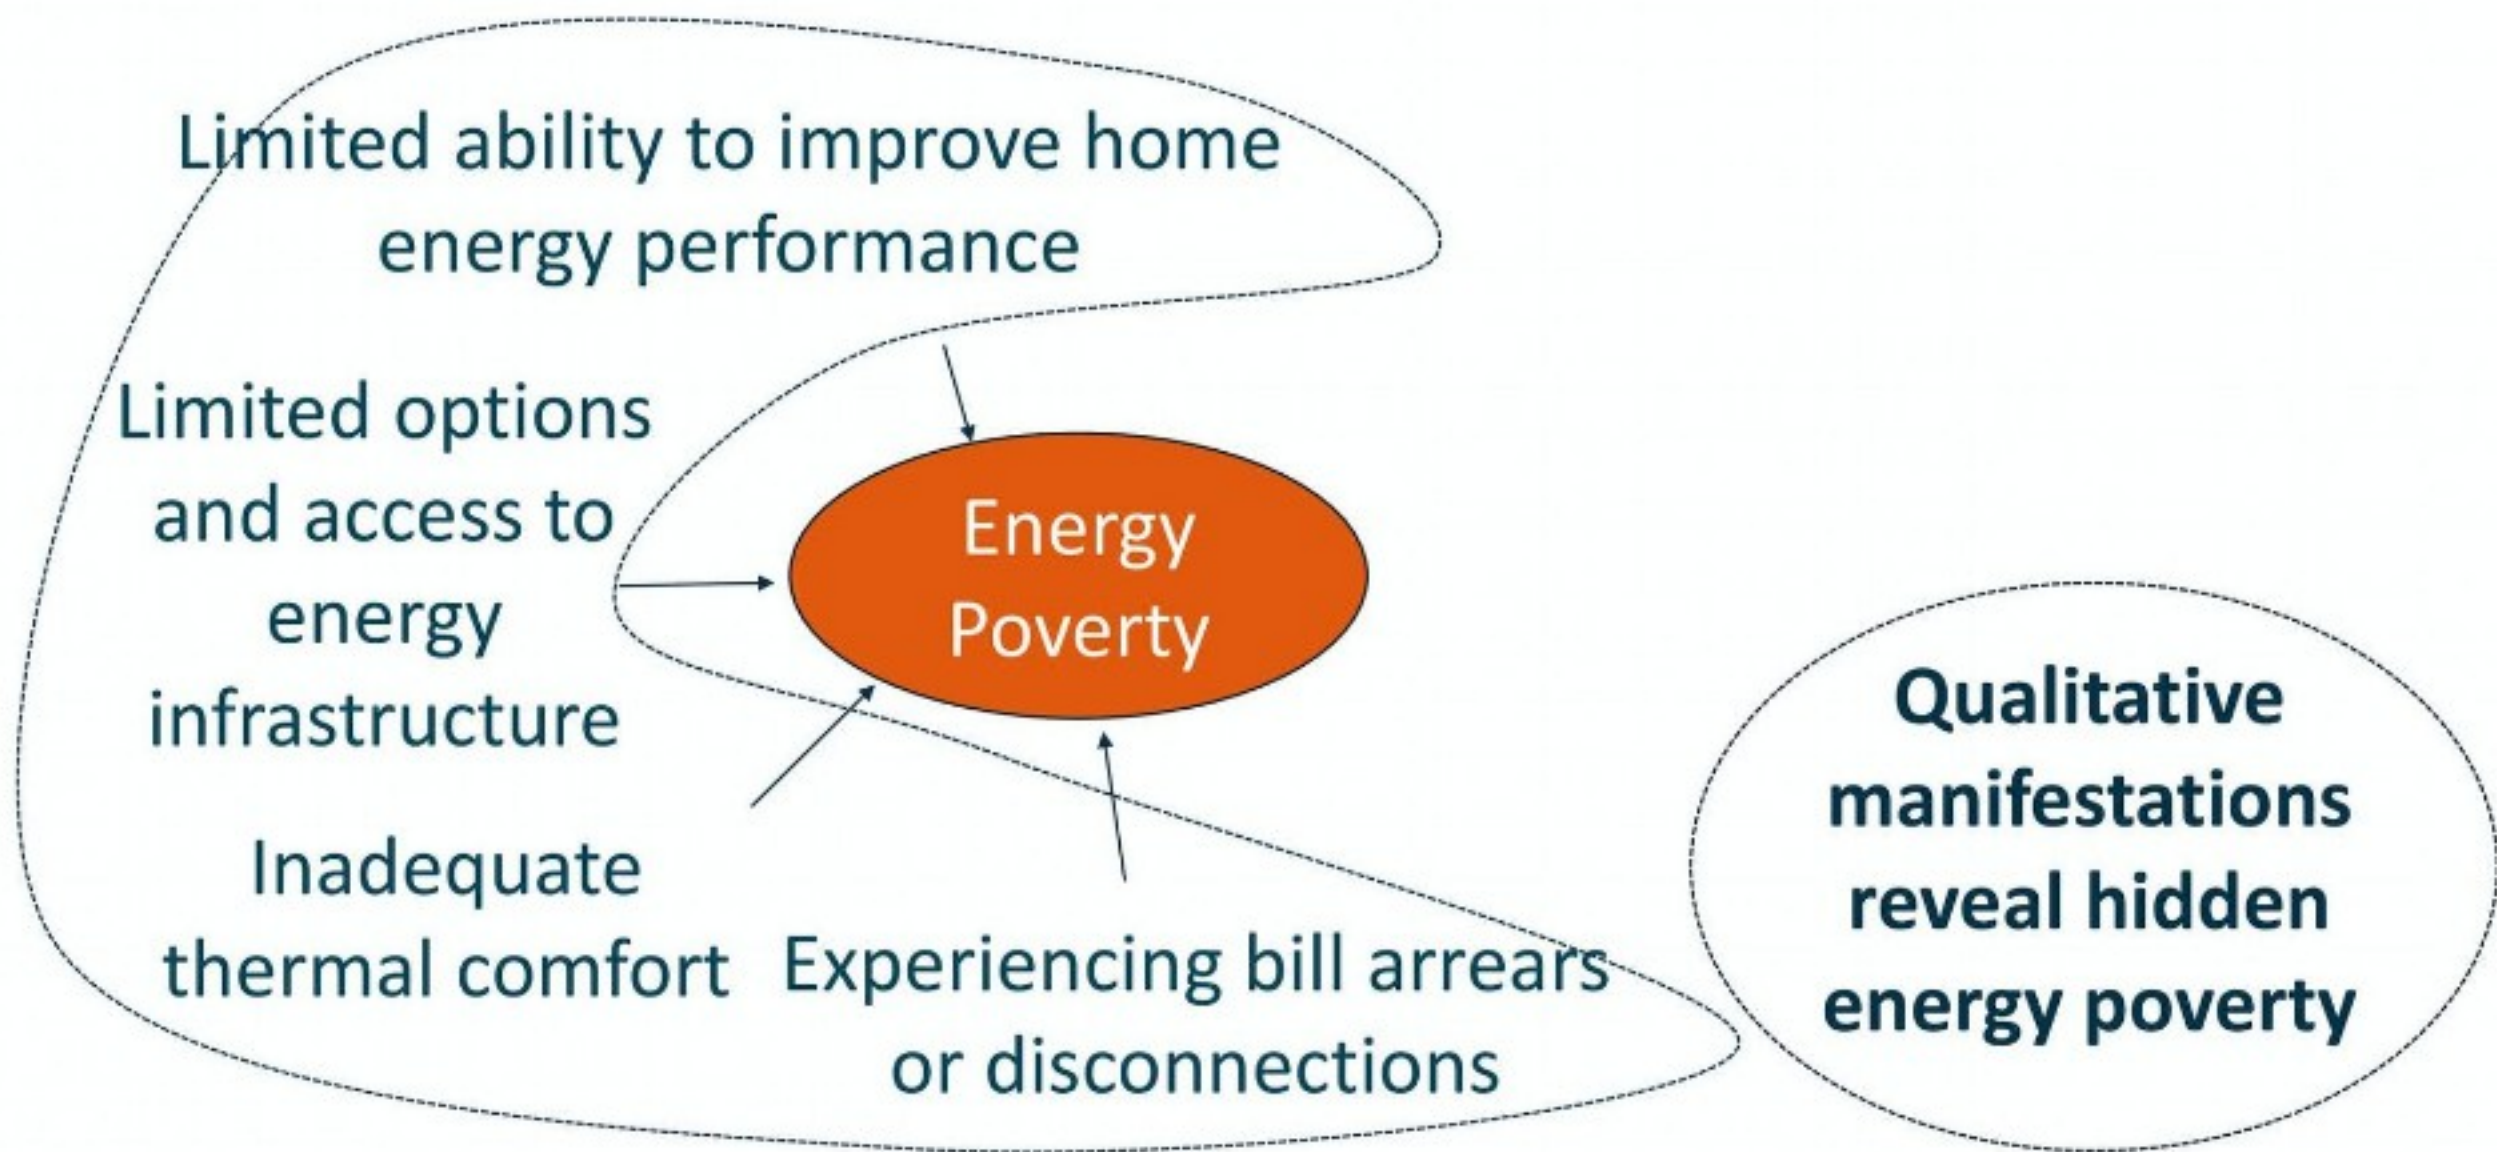 Limited ability to improve home
energy performance
Limited options
and access to
energy
infrastructure
Energy
Poverty
Inadequate
thermal comfort
Experiencing bill arrears
or disconnections
Qualitative
manifestations
reveal hidden
energy poverty